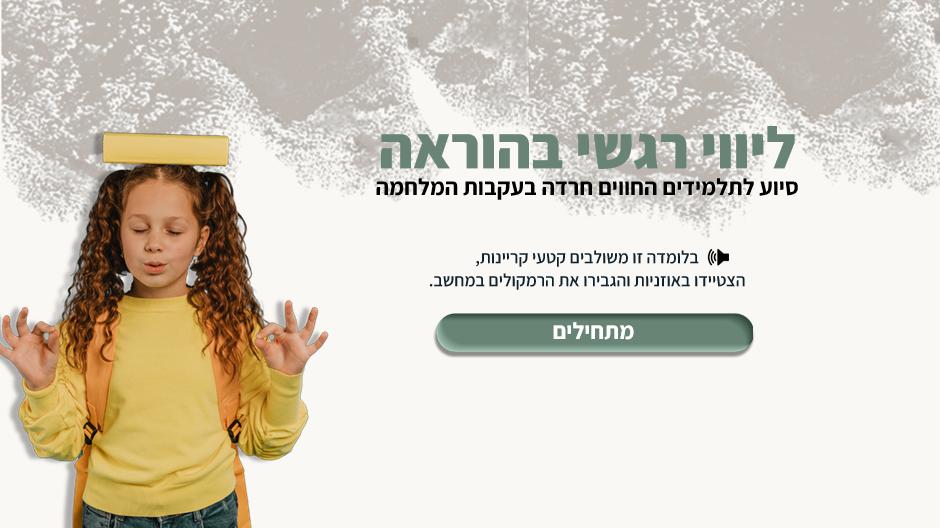 ליווי רגשי בהוראה
סיוע לתלמידים החווים חרדה בעקבות המלחמה
בלומדה זו משולבים קטעי קריינות,
הצטיידו באוזניות והגבירו את הרמקולים במחשב.
מתחילים